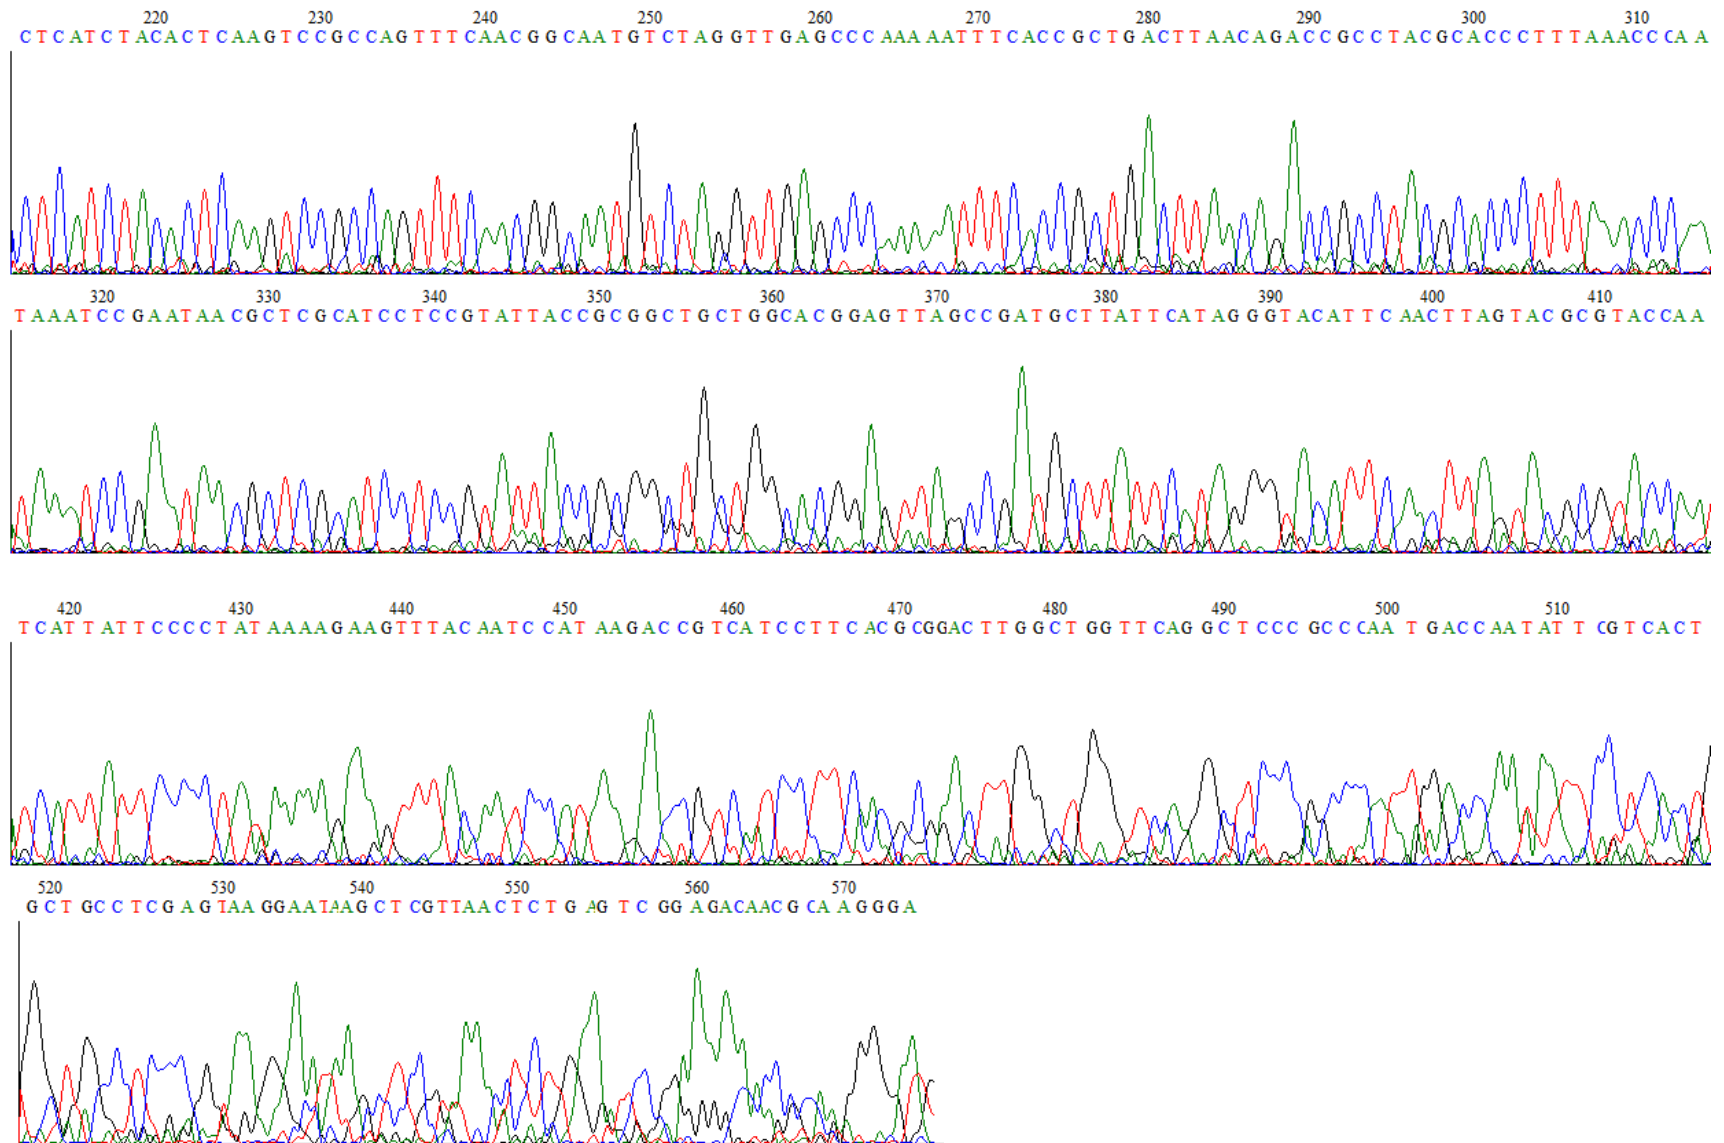 220 230 240 250 260 270 280 290 300 310
CTCATCTACACTCAAGTCCGCCAGTTTCAACGGCAATGTCTAGGTTGAGCCCAAAAATTTCACCGCTGACTTAACAGACCGCCTACGCACCCTTTAAACCCAA
320 330 340 350 360 370 380 390 400 410
TAAATCCGAATAACGCTCGCATCCTCCGTATTACCGCGGCTGCTGGCACGGAGTTAGCCGATGCTTATTCATAGGGTACATTCAACTTAGTACGCGTACCAA
420 430 440 450 460 470 480 490 500 510
TCATTATTCCCCTATAAAAGAAGTTTACAATCCATAAGACCGTCATCCTTCACGCGGACTTGGCTGGTTCAGGCTCCCGCCCAATGACCAATATTCGTCACT
520 530 540 550 560 570
GCTGCCTCGAGTAAGGAATAAGCTCGTTAACTCTGAGTCGGAGACAACGCAAGGGA